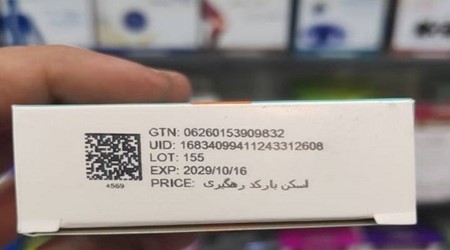 GTN: 06260153909832
UID: 16834099411243312608
LOT: 155
EXP: 2029/10/16
PRICE: اسکن بارکد رهگیری
4569